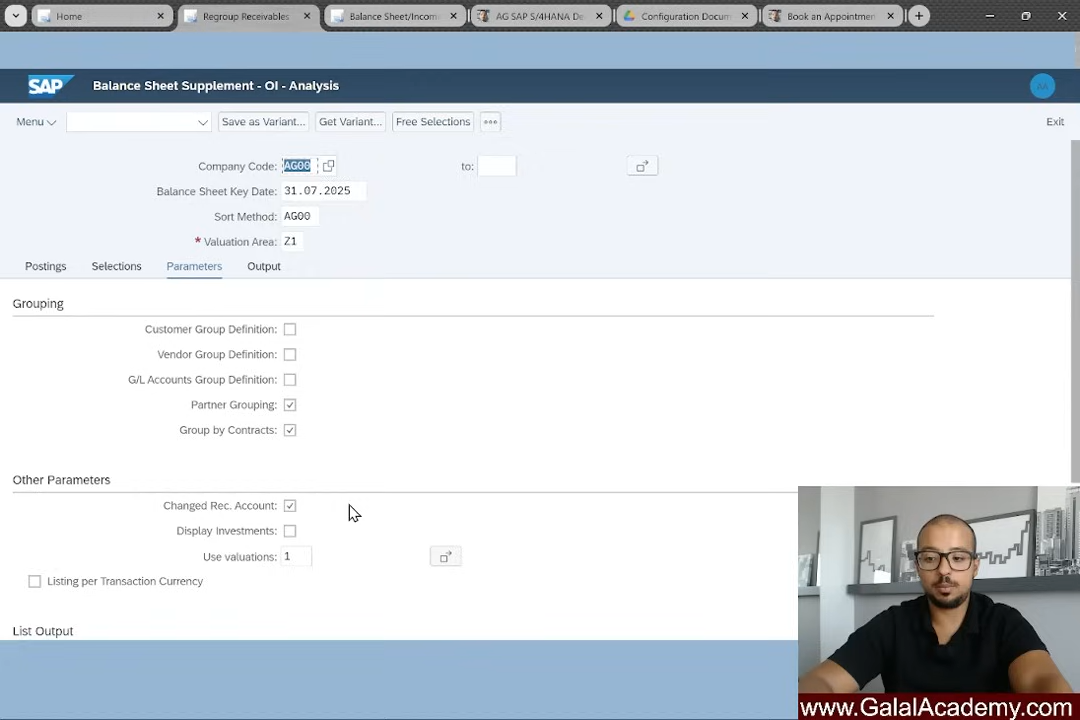 Home
Regroup Receivables
Balance Sheet/Incom
AG SAP S/4HANA De
Configuration Docum
Book an Appointmen
SAP
Balance Sheet Supplement - OI - Analysis
AA
Menu
Save as Variant...
Get Variant...
Free Selections
Exit
Company Code: AG00 to:
Balance Sheet Key Date: 31.07.2025
Sort Method: AG00
* Valuation Area: Z1
Postings Selections Parameters Output
Grouping
Customer Group Definition:
Vendor Group Definition:
G/L Accounts Group Definition:
Partner Grouping:
Group by Contracts:
Other Parameters
Changed Rec. Account:
Display Investments:
Use valuations: 1
Listing per Transaction Currency
List Output
www.GalalAcademy.com